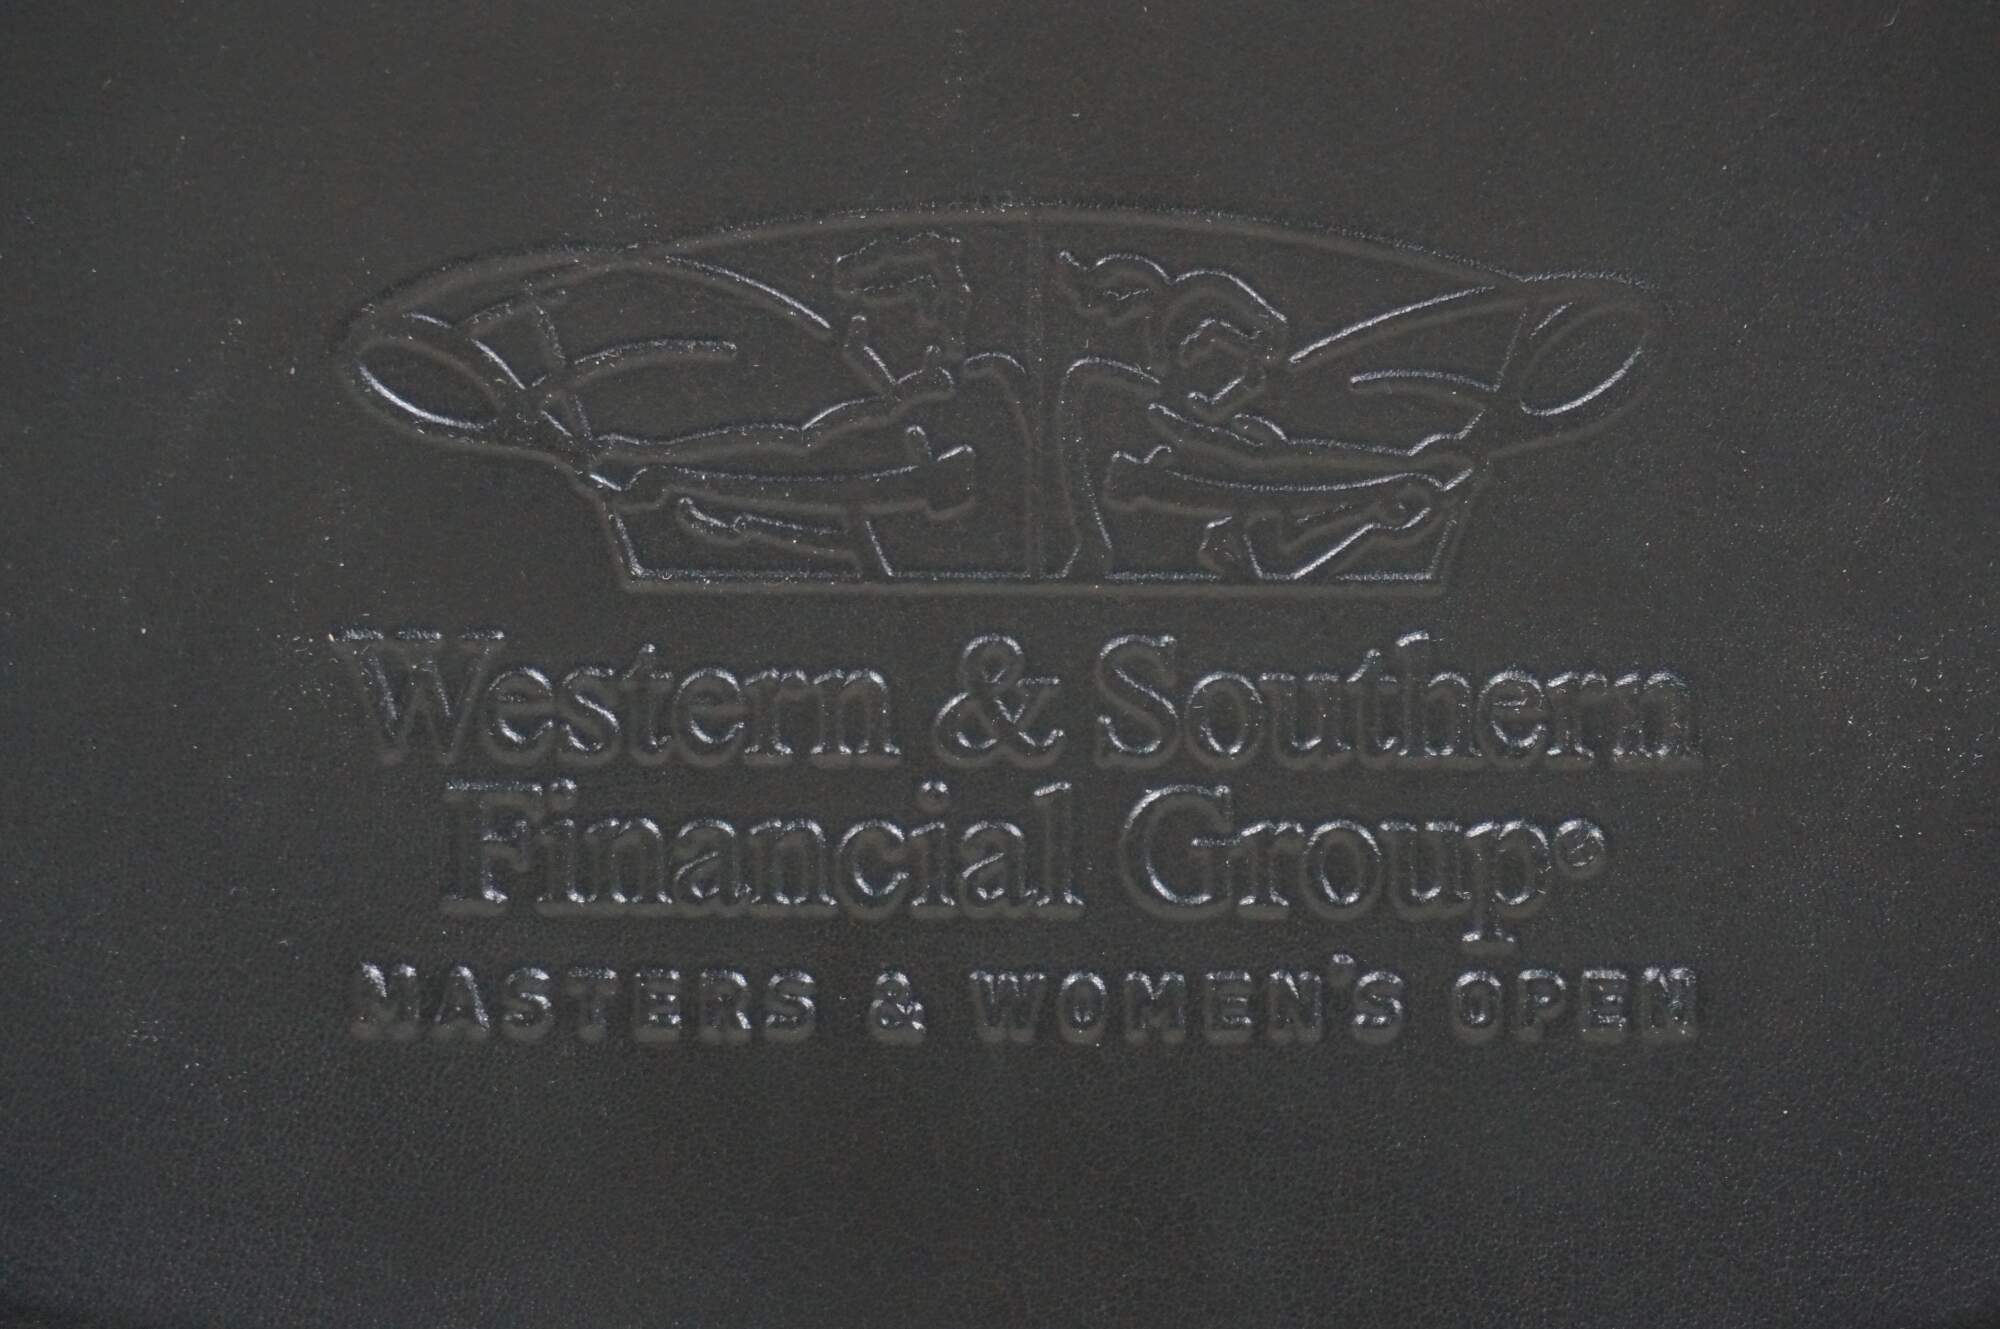 Western & Southern
Financial Group®
MASTERS & WOMEN'S OPEN